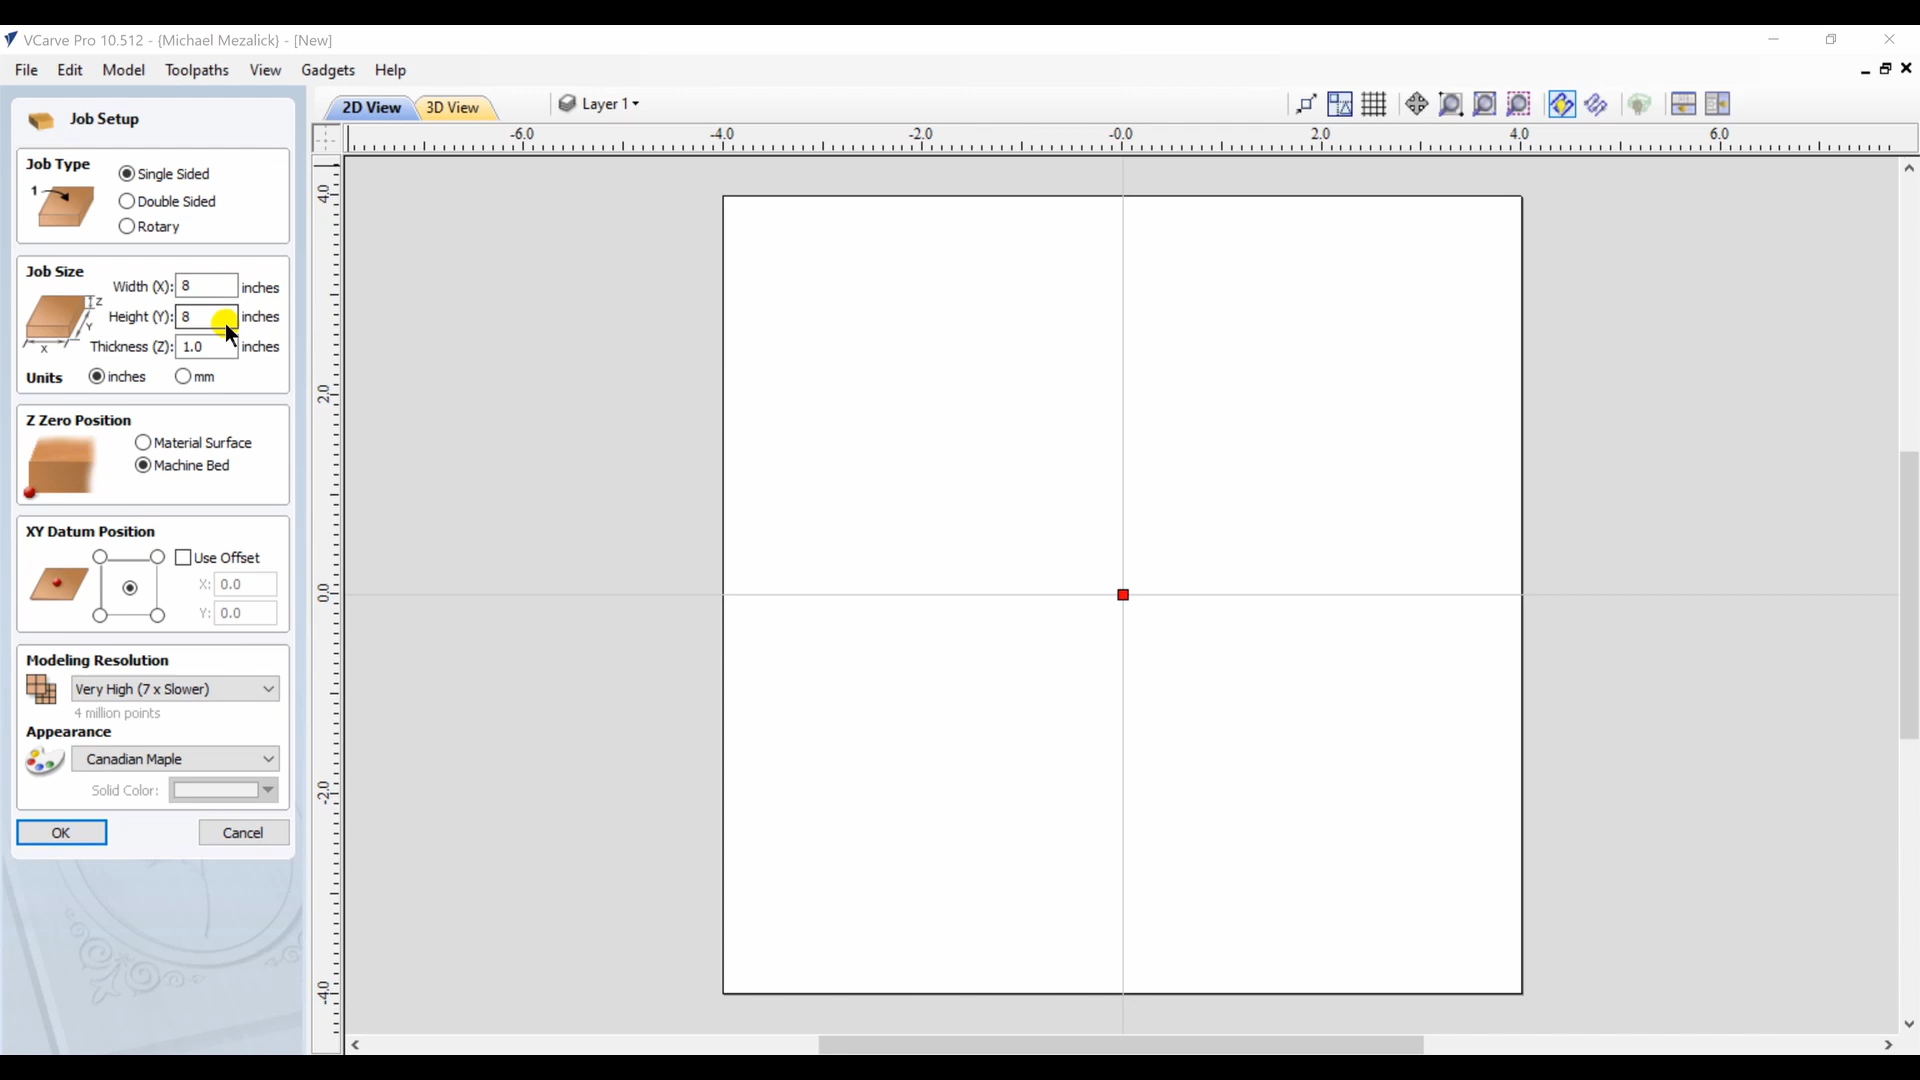 VCarve Pro 10.512 - {Michael Mezalick} - [New]
File Edit Model Toolpaths View Gadgets Help
Job Setup
2D View 3D View Layer 1
-6.0 -4.0 -2.0 -0.0 2.0 4.0 6.0
Job Type
Single Sided
1
Double Sided
Rotary
Job Size
Width (X): 8 inches
Z
Height (Y): 8 inches
Y
X
Thickness (Z): 1.0 inches
Units inches mm
Z Zero Position
Material Surface
Machine Bed
XY Datum Position
Use Offset
X: 0.0
Y: 0.0
Modeling Resolution
Very High (7 x Slower)
4 million points
Appearance
Canadian Maple
Solid Color:
OK Cancel
4.0
2.0
0.0
-2.0
-4.0